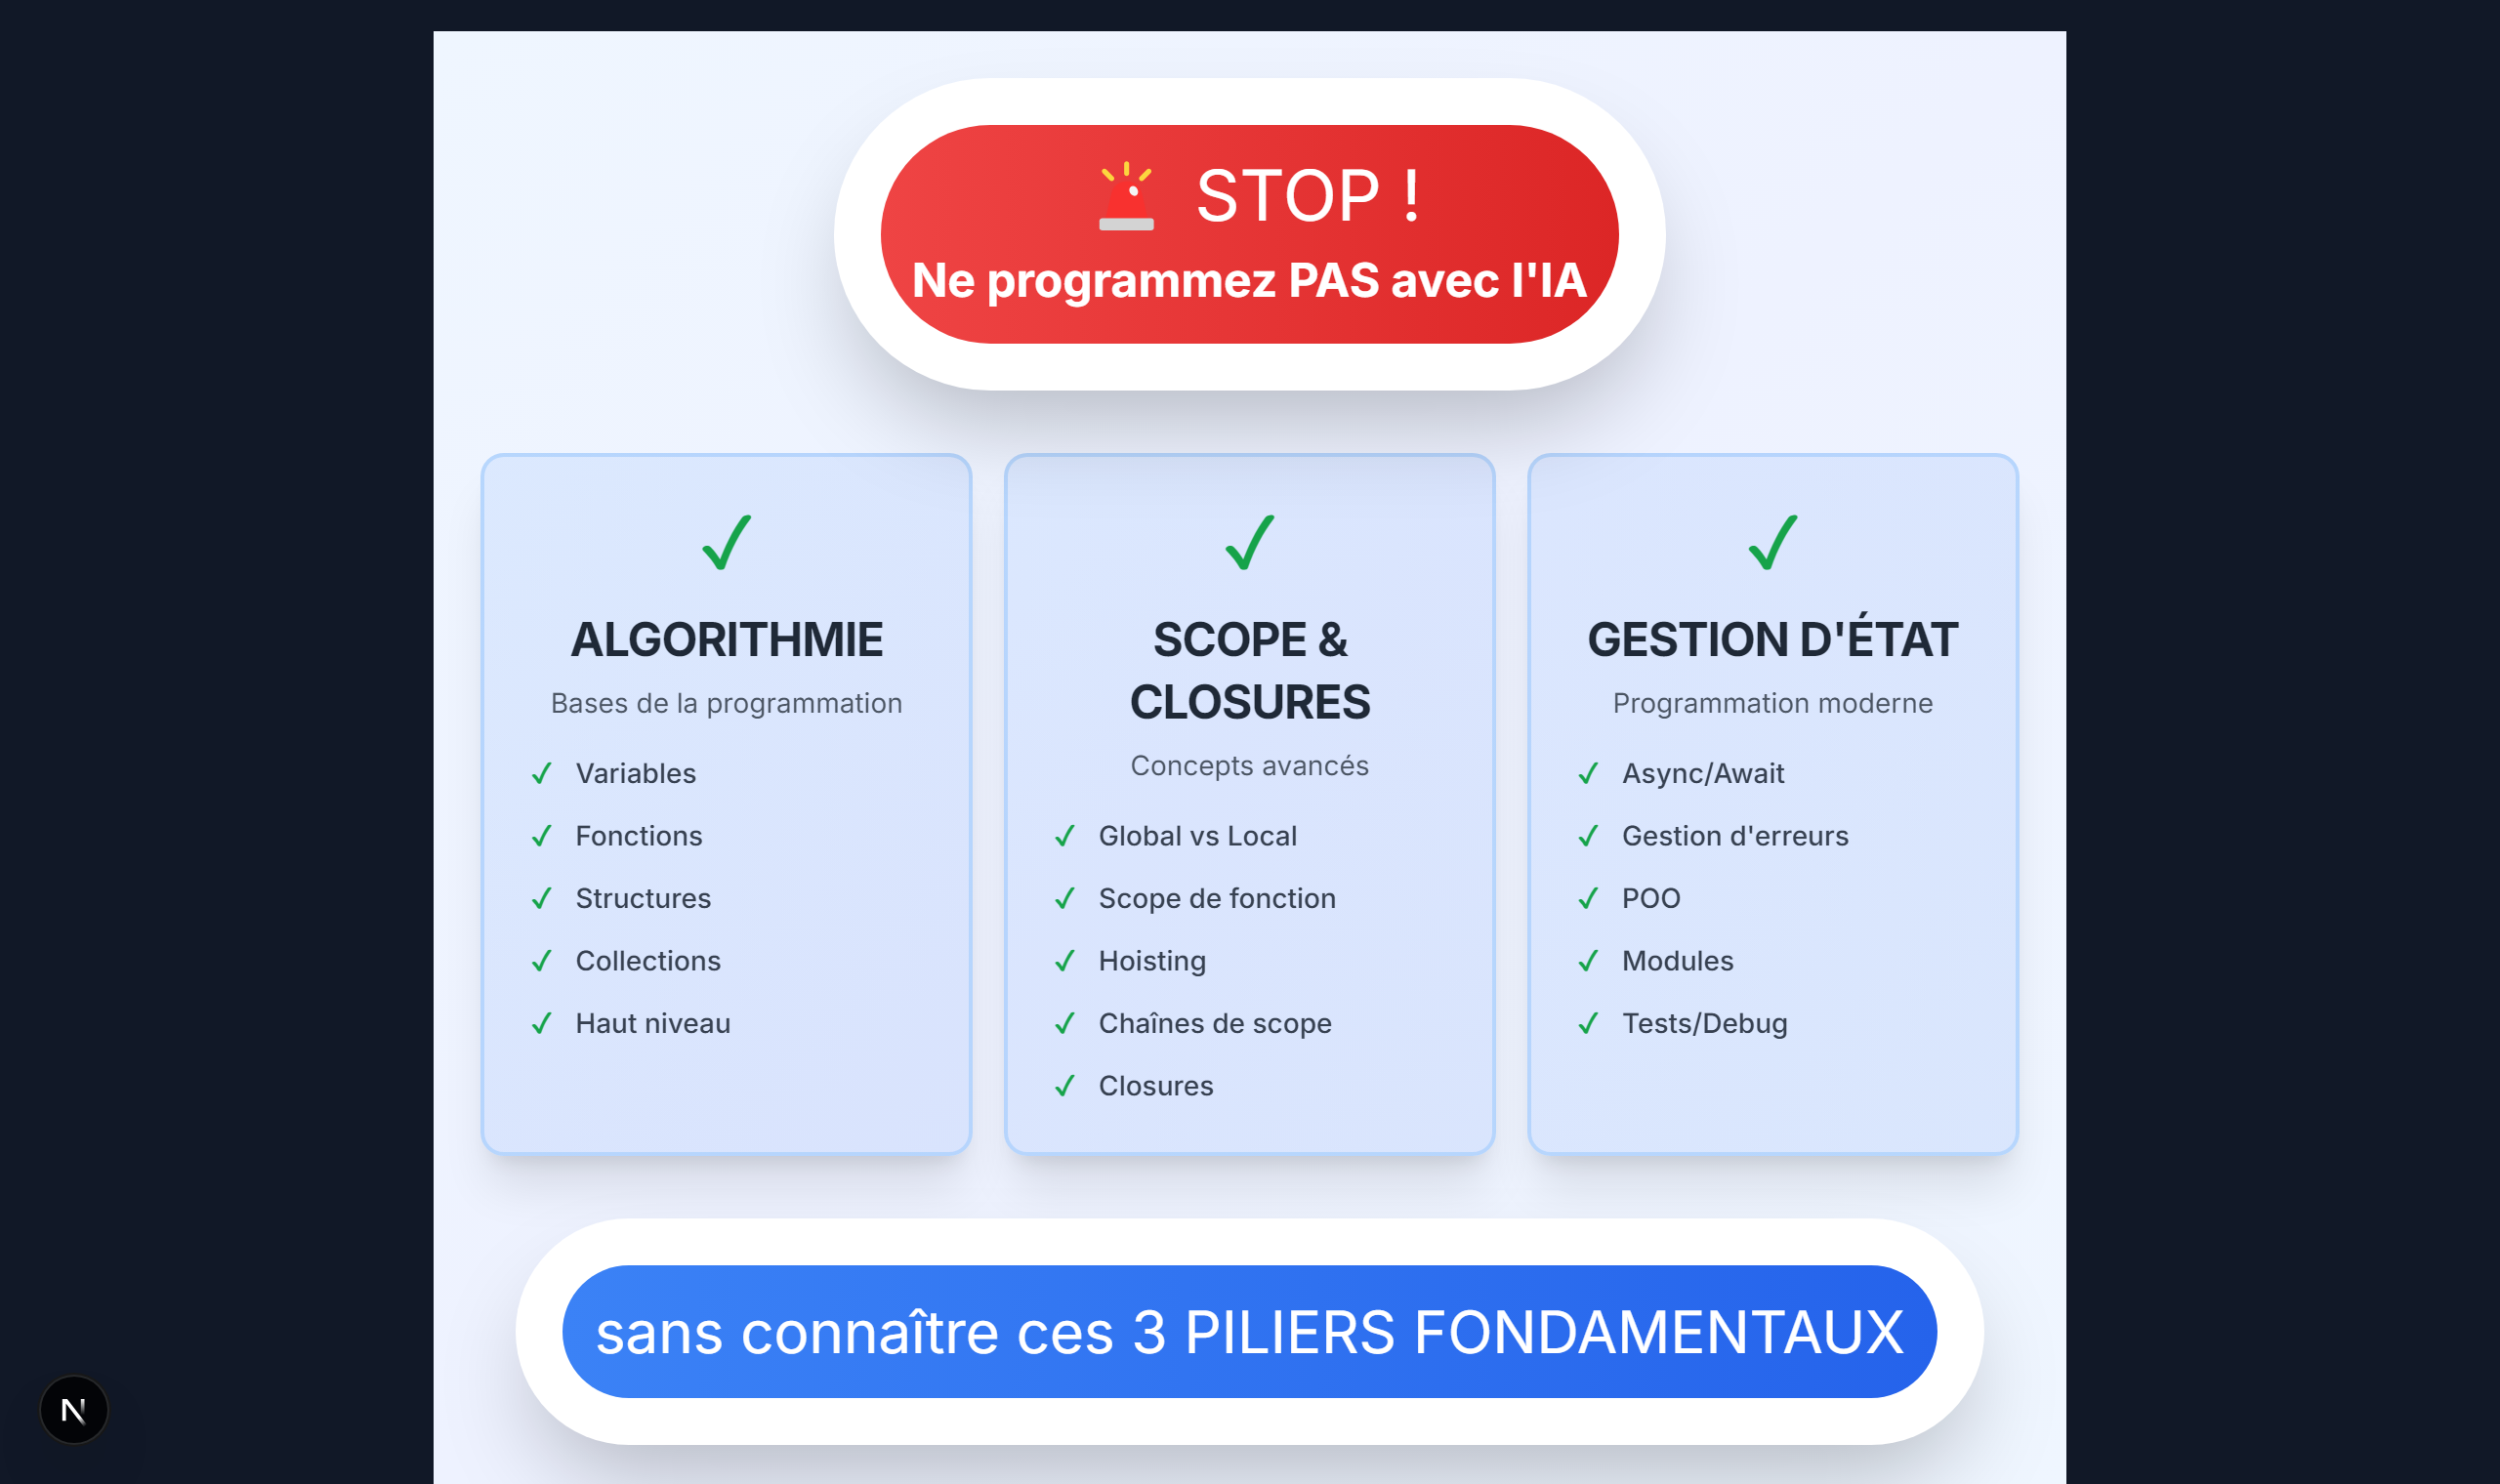 STOP !
Ne programmez PAS avec l'IA
ALGORITHMIE
Bases de la programmation
✓ Variables
✓ Fonctions
✓ Structures
✓ Collections
✓ Haut niveau
SCOPE &
CLOSURES
Concepts avancés
✓ Global vs Local
✓ Scope de fonction
✓ Hoisting
✓ Chaînes de scope
✓ Closures
GESTION D'ÉTAT
Programmation moderne
✓ Async/Await
✓ Gestion d'erreurs
✓ POO
✓ Modules
✓ Tests/Debug
sans connaître ces 3 PILIERS FONDAMENTAUX
N